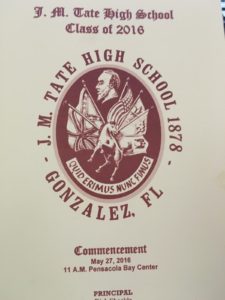 J. M. Tate High School
Class of 2016
- J. M. TATE HIGH SCHOOL 1878 -
GONZALEZ, FL
QUID ERIMUS NUNC FIMUS
Commencement
May 27, 2016
11 A.M. Pensacola Bay Center
PRINCIPAL